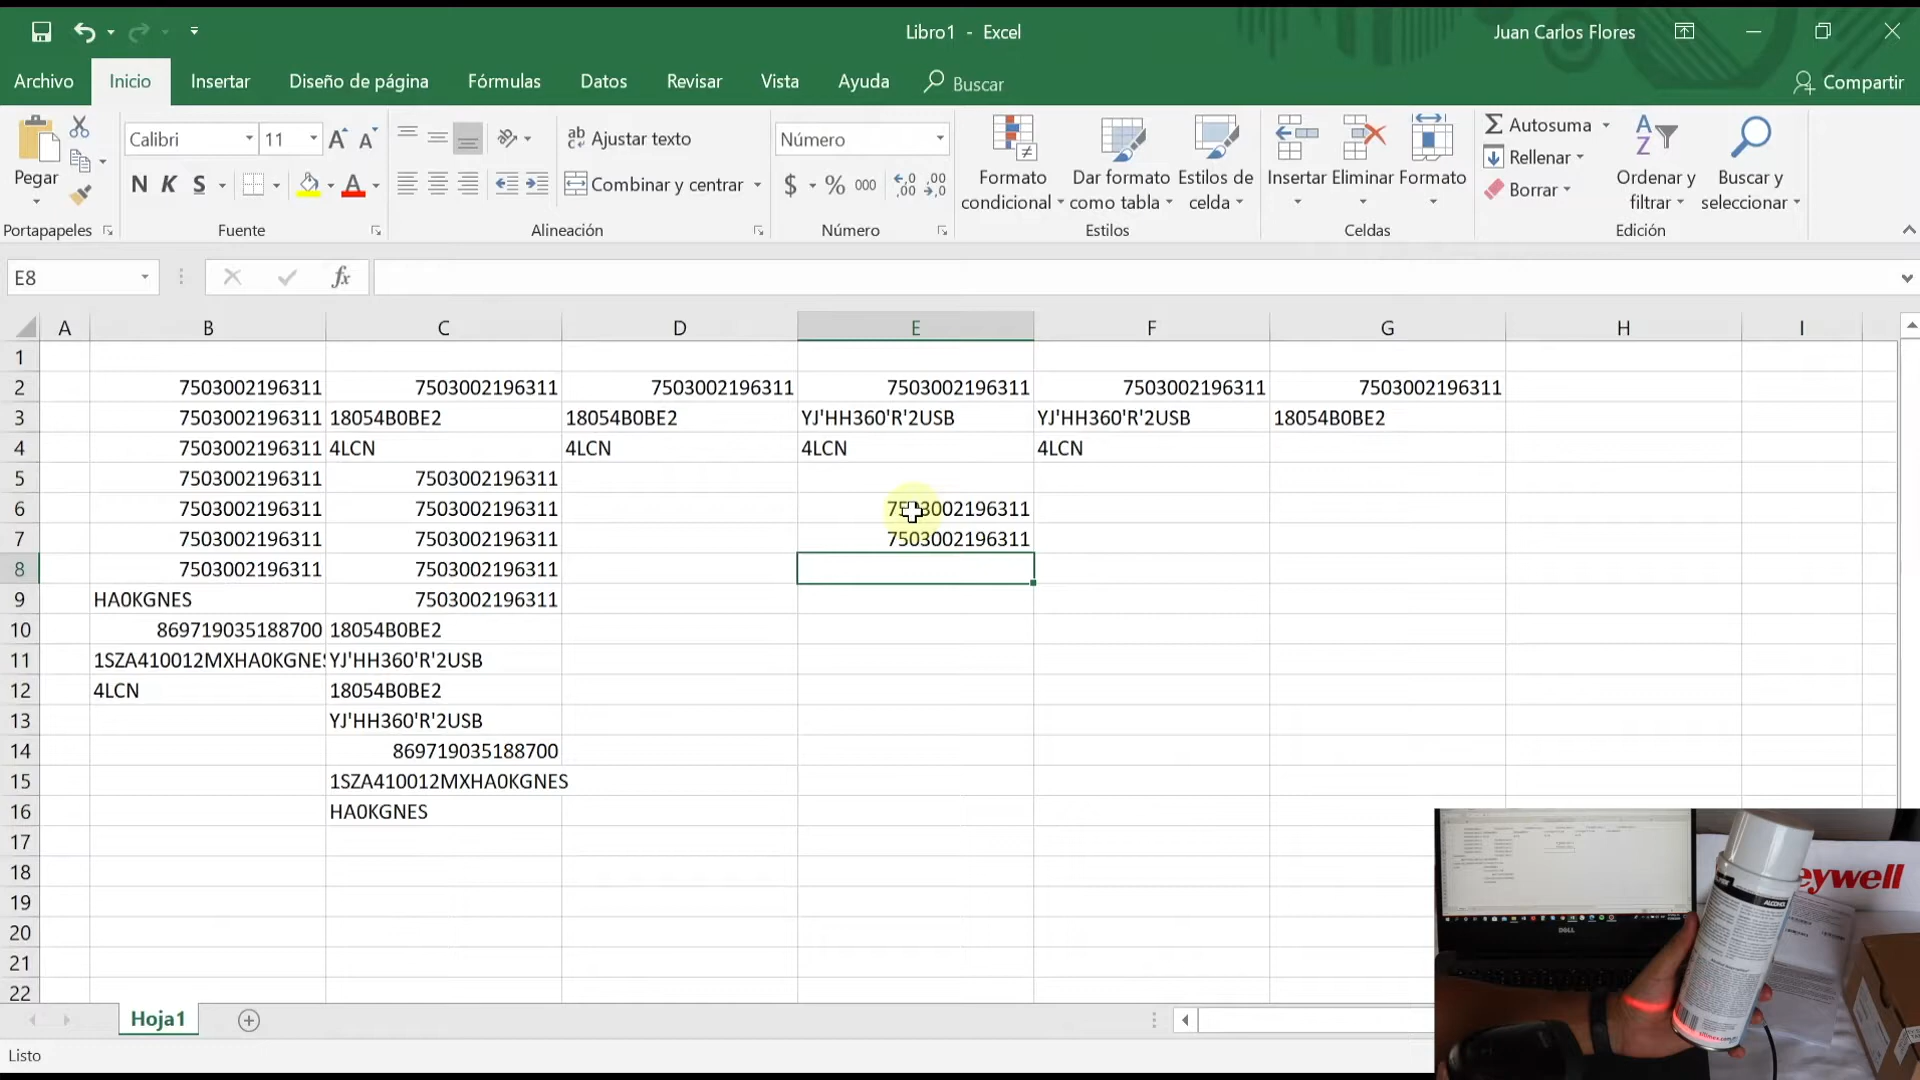 Libro1 - Excel
Juan Carlos Flores
Archivo Inicio Insertar Diseño de página Fórmulas Datos Revisar Vista Ayuda Buscar Compartir
Pegar
Portapapeles
Calibri 11
N K S
Fuente
Ajustar texto
Combinar y centrar
Alineación
Número
$ % 000
Número
Formato condicional
Dar formato como tabla
Estilos de celda
Estilos
Insertar Eliminar Formato
Celdas
Autosuma
Rellenar
Borrar
Ordenar y filtrar
Buscar y seleccionar
Edición
E8 fx
A B C D E F G H I
1
2 7503002196311 7503002196311 7503002196311 7503002196311 7503002196311 7503002196311
3 7503002196311 18054B0BE2 18054B0BE2 YJ'HH360'R'2USB YJ'HH360'R'2USB 18054B0BE2
4 7503002196311 4LCN 4LCN 4LCN 4LCN
5 7503002196311 7503002196311
6 7503002196311 7503002196311 7503002196311
7 7503002196311 7503002196311 7503002196311
8 7503002196311 7503002196311
9 HA0KGNES 7503002196311
10 869719035188700 18054B0BE2
11 1SZA410012MXHA0KGNES YJ'HH360'R'2USB
12 4LCN 18054B0BE2
13 YJ'HH360'R'2USB
14 869719035188700
15 1SZA410012MXHA0KGNES
16 HA0KGNES
17
18
19
20
21
22
Hoja1
Listo
eywell
ALCOHOL
DELL